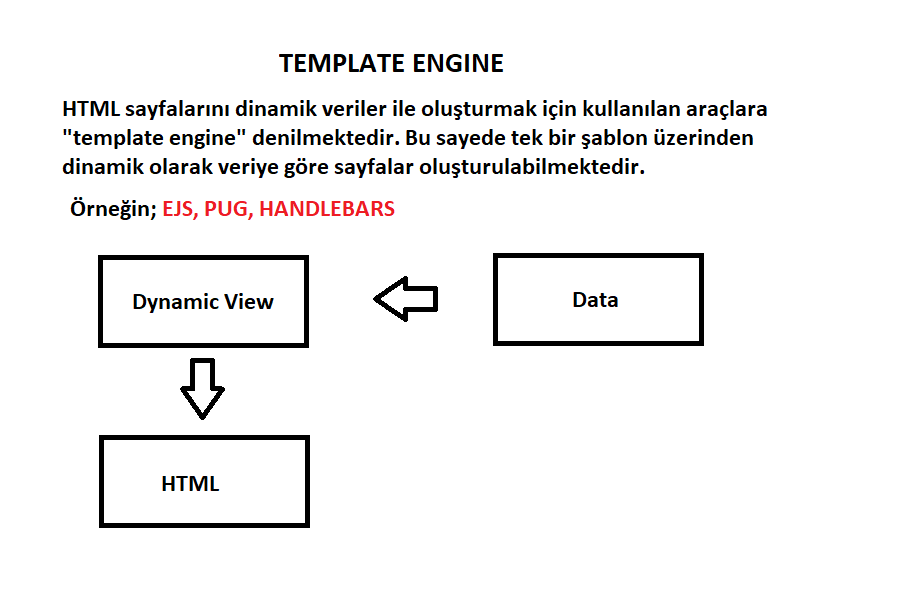 TEMPLATE ENGINE
HTML sayfalarını dinamik veriler ile oluşturmak için kullanılan araçlara
"template engine" denilmektedir. Bu sayede tek bir şablon üzerinden
dinamik olarak veriye göre sayfalar oluşturulabilmektedir.
Örneğin; EJS, PUG, HANDLEBARS
Dynamic View
Data
HTML